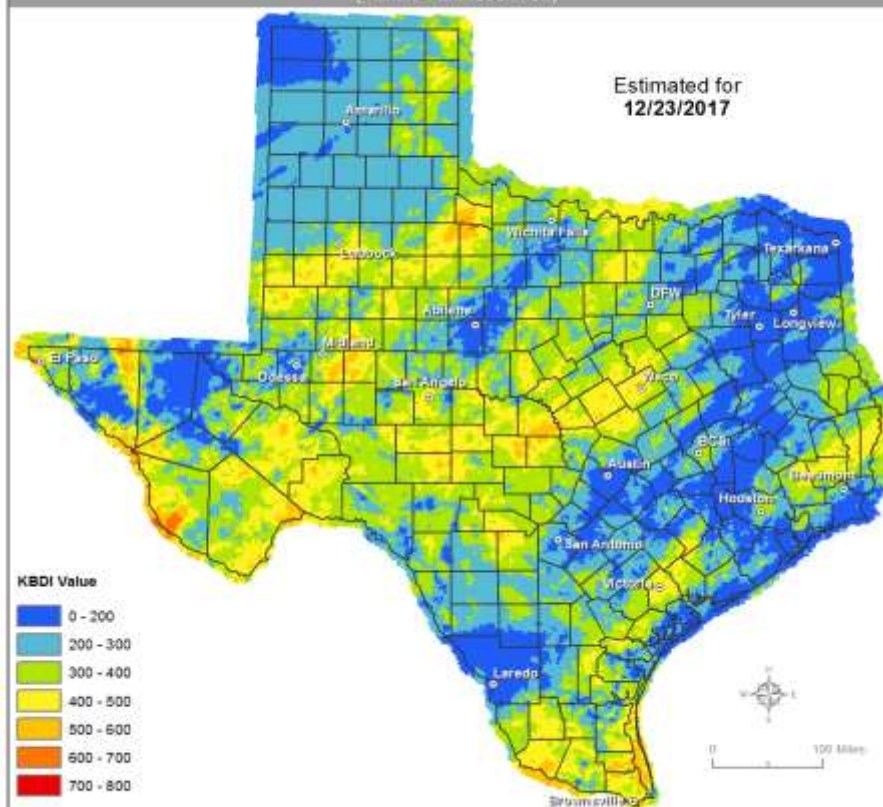 Estimated for
12/23/2017
Amarillo
Wichita Falls
Lubbock
Texarkana
DFW
Abilene
Tyler
Longview
El Paso
Midland
Odessa
San Angelo
Waco
BCS
Austin
Beaumont
Houston
San Antonio
Victoria
Laredo
Brownsville
KBDI Value
0 - 200
200 - 300
300 - 400
400 - 500
500 - 600
600 - 700
700 - 800
N
W E
S
0 100 Miles